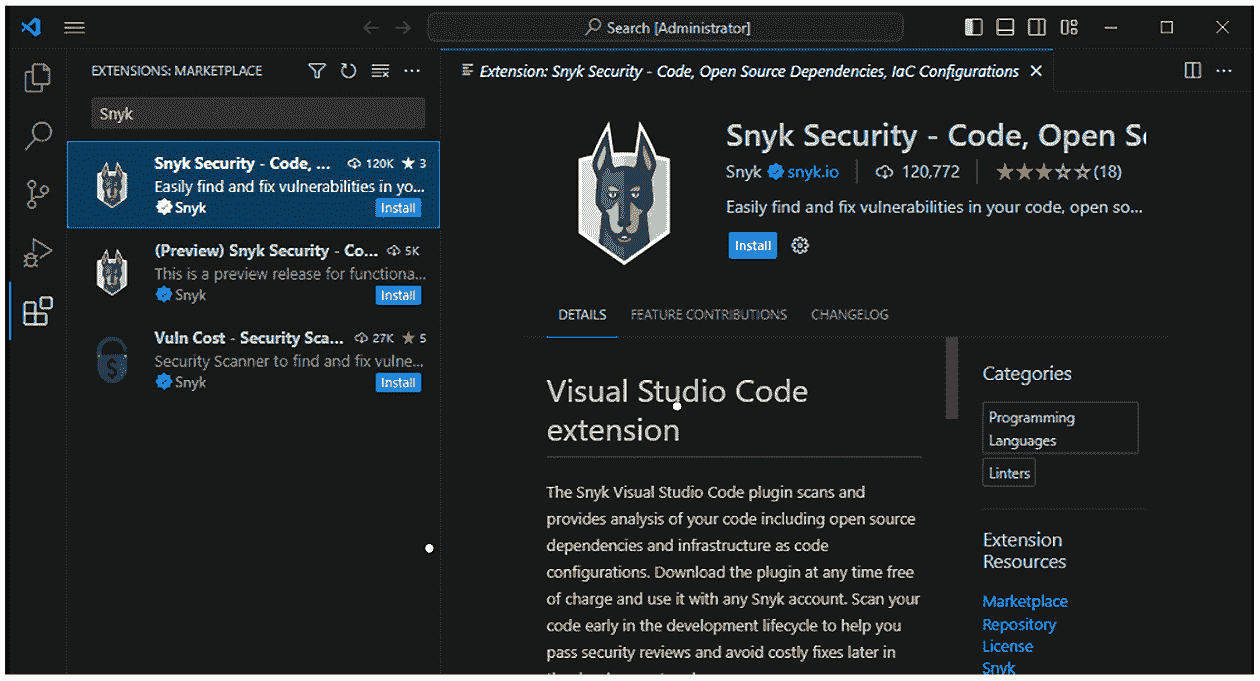 Search [Administrator]
EXTENSIONS: MARKETPLACE
Snyk
Snyk Security - Code, ... 120K ★ 3
Easily find and fix vulnerabilities in yo...
Snyk Install
(Preview) Snyk Security - Co... 5K
This is a preview release for functiona...
Snyk Install
Vuln Cost - Security Sca... 27K ★ 5
Security Scanner to find and fix vulne...
Snyk Install
Extension: Snyk Security - Code, Open Source Dependencies, IaC Configurations
Snyk Security - Code, Open
Snyk snyk.io 120,772 ★★★☆☆(18)
Easily find and fix vulnerabilities in your code, open so...
Install
DETAILS FEATURE CONTRIBUTIONS CHANGELOG
Visual Studio Code
extension
The Snyk Visual Studio Code plugin scans and
provides analysis of your code including open source
dependencies and infrastructure as code
configurations. Download the plugin at any time free
of charge and use it with any Snyk account. Scan your
code early in the development lifecycle to help you
pass security reviews and avoid costly fixes later in
Categories
Programming
Languages
Linters
Extension
Resources
Marketplace
Repository
License
Snyk